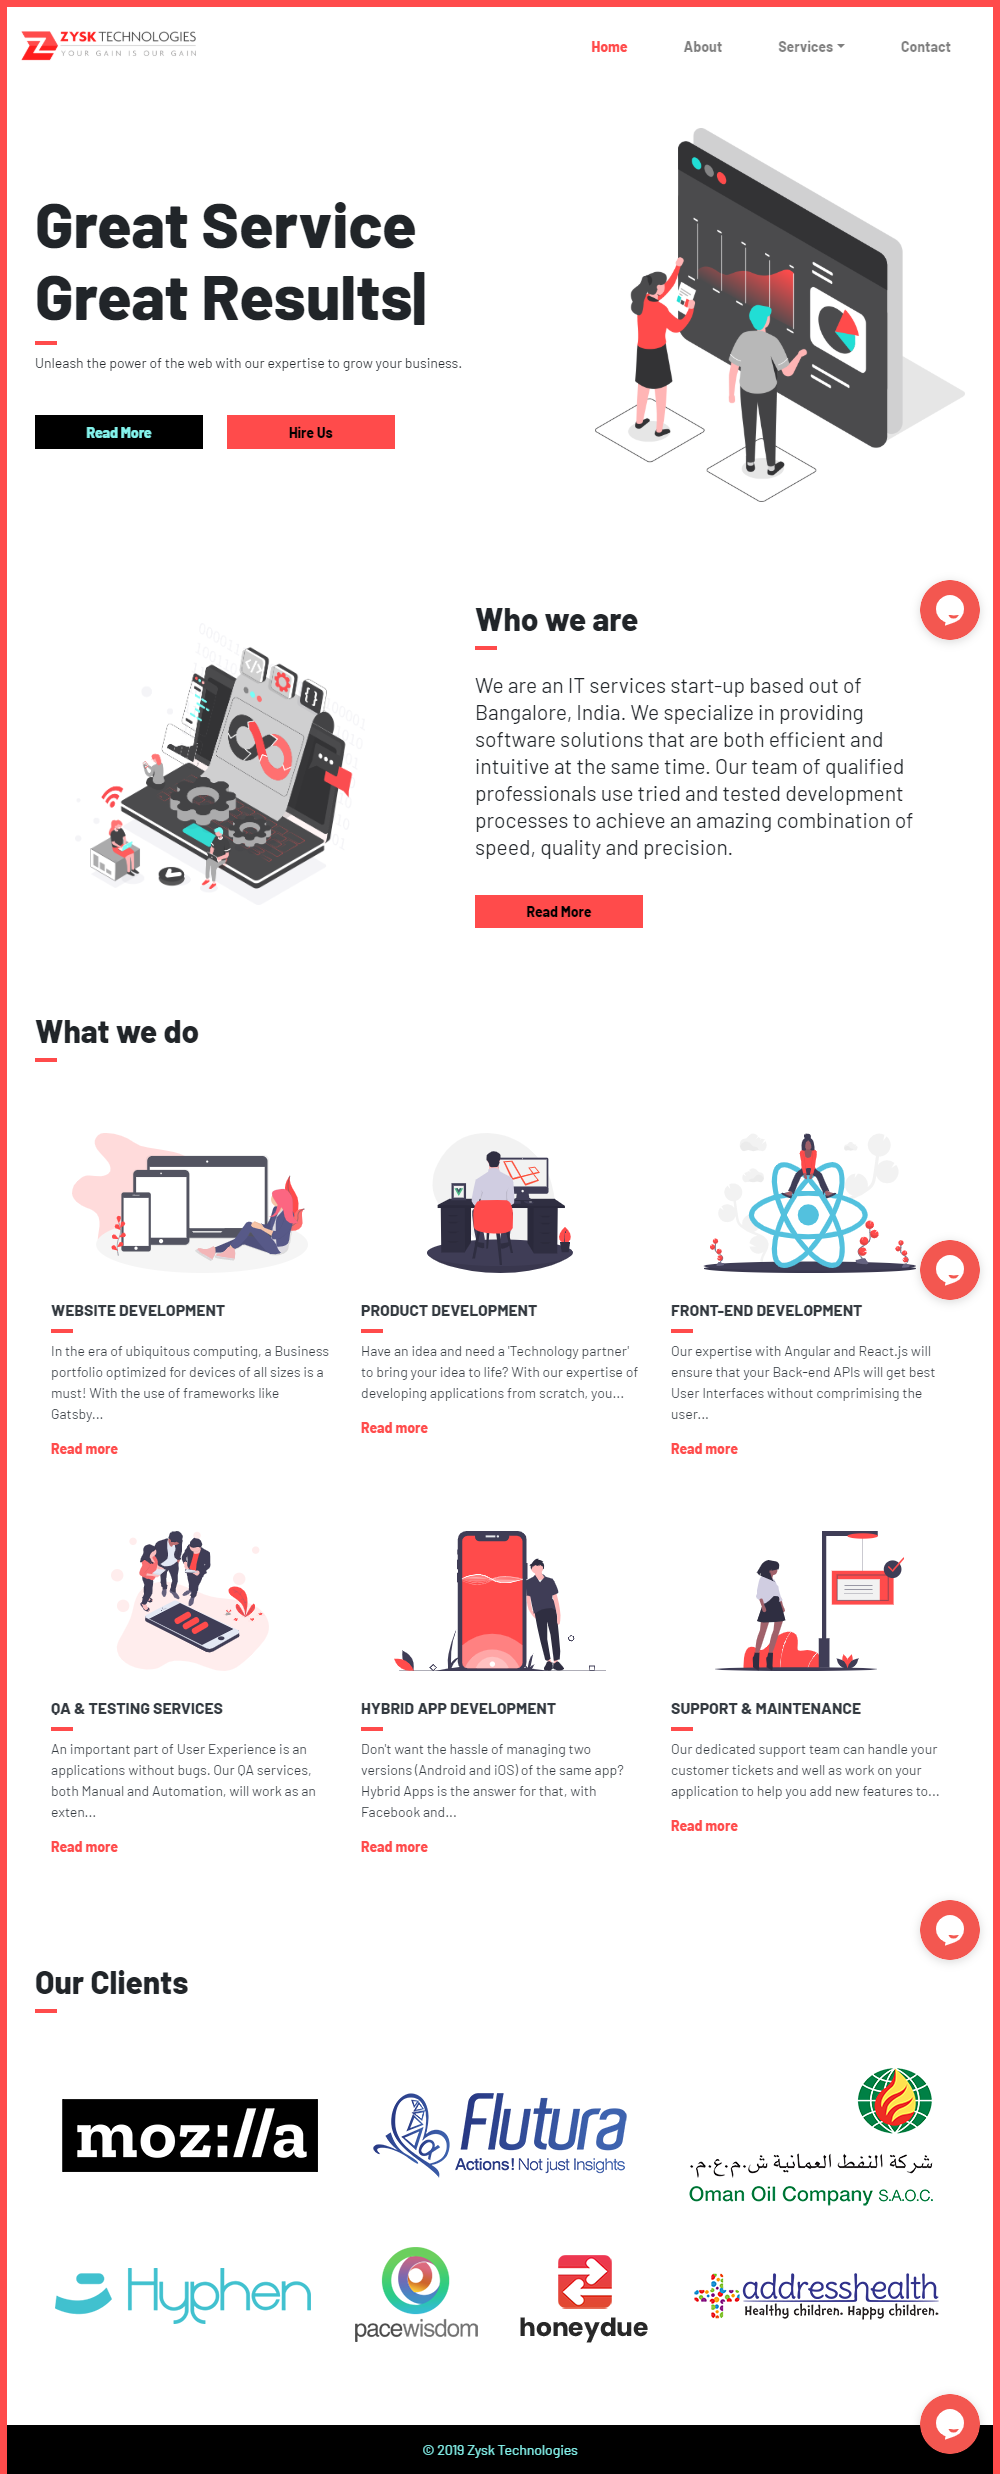 ZYSK TECHNOLOGIES
YOUR GAIN IS OUR GAIN
Home
About
Services
Contact
Great Service
Great Results|
Unleash the power of the web with our expertise to grow your business.
Read More
Hire Us
Who we are
We are an IT services start-up based out of
Bangalore, India. We specialize in providing
software solutions that are both efficient and
intuitive at the same time. Our team of qualified
professionals use tried and tested development
processes to achieve an amazing combination of
speed, quality and precision.
Read More
What we do
WEBSITE DEVELOPMENT
In the era of ubiquitous computing, a Business
portfolio optimized for devices of all sizes is a
must! With the use of frameworks like
Gatsby...
Read more
PRODUCT DEVELOPMENT
Have an idea and need a 'Technology partner'
to bring your idea to life? With our expertise of
developing applications from scratch, you...
Read more
FRONT-END DEVELOPMENT
Our expertise with Angular and React.js will
ensure that your Back-end APIs will get best
User Interfaces without comprimising the
user...
Read more
QA & TESTING SERVICES
An important part of User Experience is an
applications without bugs. Our QA services,
both Manual and Automation, will work as an
exten...
Read more
HYBRID APP DEVELOPMENT
Don't want the hassle of managing two
versions (Android and iOS) of the same app?
Hybrid Apps is the answer for that, with
Facebook and...
Read more
SUPPORT & MAINTENANCE
Our dedicated support team can handle your
customer tickets and well as work on your
application to help you add new features to...
Read more
Our Clients
moz://a
Flutura
Actions! Not just Insights
شركة النفط العمانية ش.م.ع.م.
Oman Oil Company S.A.O.C.
Hyphen
pacewisdom
honeydue
addresshealth
Healthy children. Happy children.
© 2019 Zysk Technologies